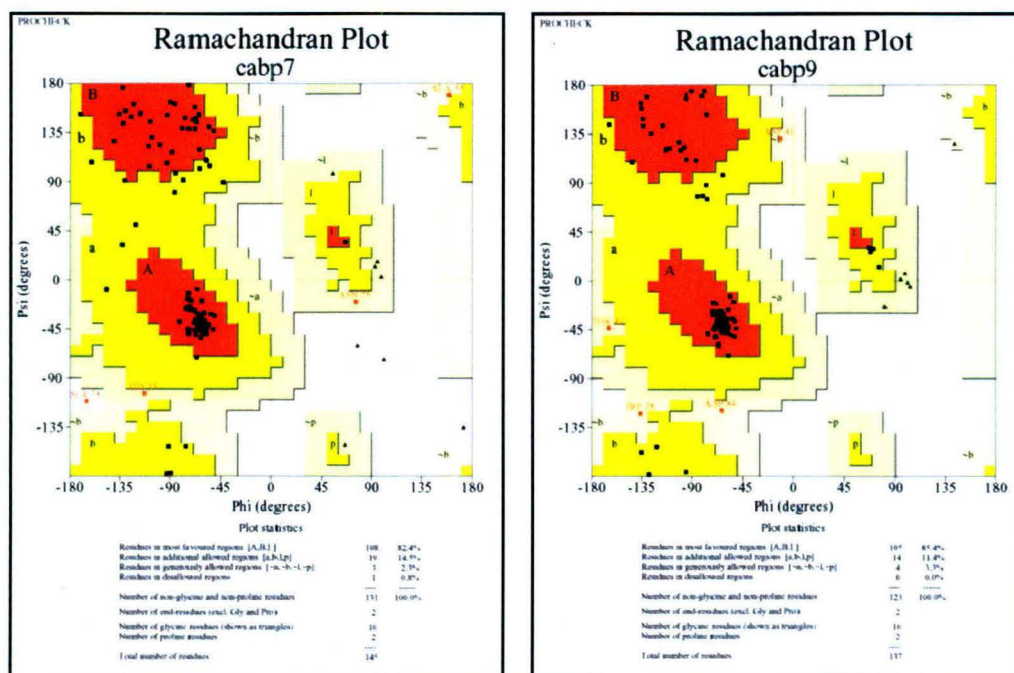 PROCHECK
Ramachandran Plot
cabp7
B
b
~b
~b
b
~l
l
L
a
A
~a
~b
b
~p
p
~b
180
135
90
45
0
-45
-90
-135
Psi (degrees)
-180 -135 -90 -45 0 45 90 135 180
Phi (degrees)
Plot statistics
Residues in most favoured regions [A,B,L] 108 82.4%
Residues in additional allowed regions [a,b,l,p] 19 14.5%
Residues in generously allowed regions [~a,~b,~l,~p] 3 2.3%
Residues in disallowed regions 1 0.8%
---- ------
Number of non-glycine and non-proline residues 131 100.0%
Number of end-residues (excl. Gly and Pro) 2
Number of glycine residues (shown as triangles) 10
Number of proline residues 2
----
Total number of residues 145
PROCHECK
Ramachandran Plot
cabp9
B
b
~b
~b
b
~l
l
L
a
A
~a
~b
b
~p
p
~b
180
135
90
45
0
-45
-90
-135
Psi (degrees)
-180 -135 -90 -45 0 45 90 135 180
Phi (degrees)
Plot statistics
Residues in most favoured regions [A,B,L] 105 85.4%
Residues in additional allowed regions [a,b,l,p] 14 11.4%
Residues in generously allowed regions [~a,~b,~l,~p] 4 3.3%
Residues in disallowed regions 0 0.0%
---- ------
Number of non-glycine and non-proline residues 123 100.0%
Number of end-residues (excl. Gly and Pro) 2
Number of glycine residues (shown as triangles) 10
Number of proline residues 2
----
Total number of residues 137